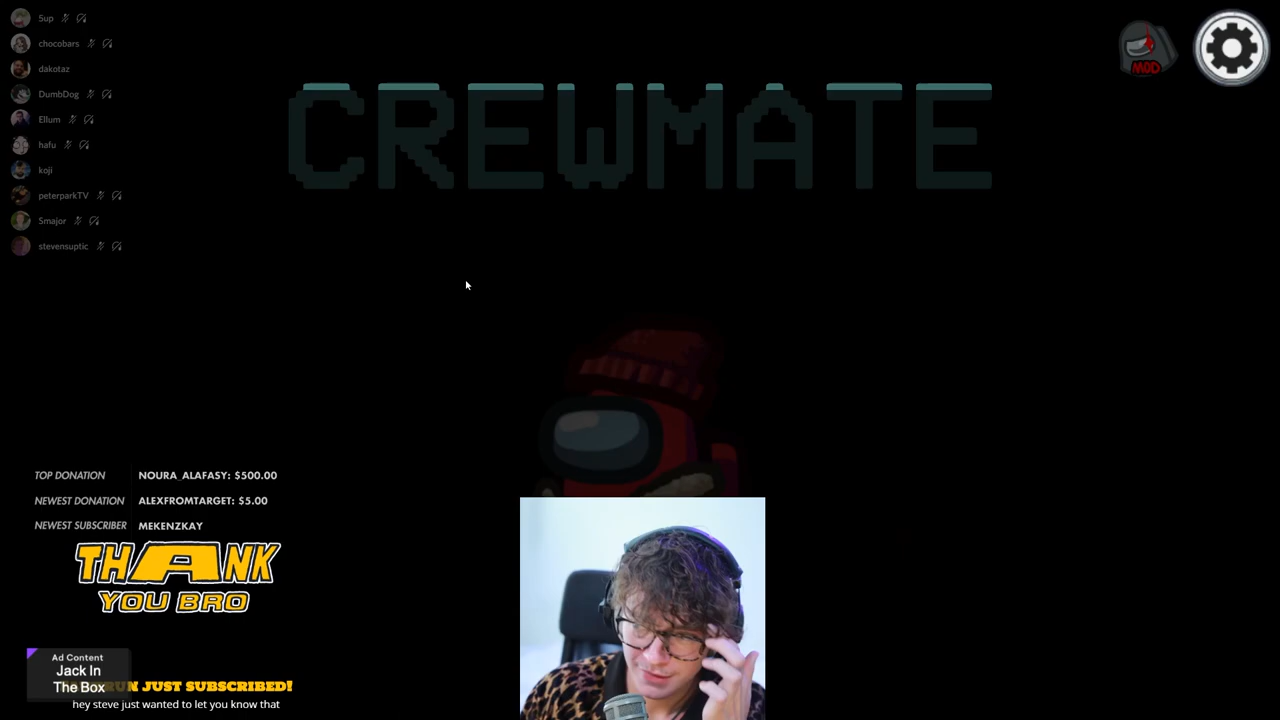 Sup
chocobars
dakotaz
DumbDog
Ellum
hafu
koji
peterparkTV
Smajor
stevensuptic
MOD
CREWMATE
TOP DONATION NOURA_ALAFASY: $500.00
NEWEST DONATION ALEXFROMTARGET: $5.00
NEWEST SUBSCRIBER MEKENZKAY
THANK
YOU BRO
Ad Content
Jack In
The Box
JUST SUBSCRIBED!
hey steve just wanted to let you know that